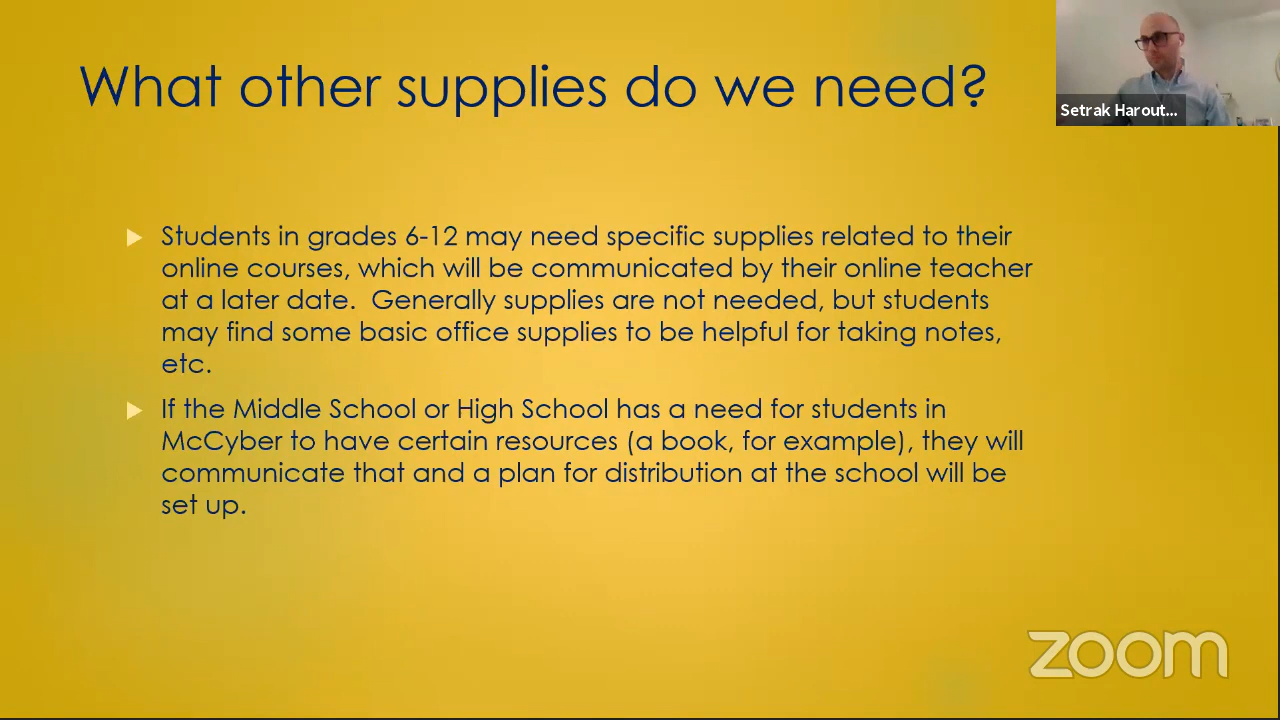 What other supplies do we need?
Setrak Harout...
Students in grades 6-12 may need specific supplies related to their
online courses, which will be communicated by their online teacher
at a later date.  Generally supplies are not needed, but students
may find some basic office supplies to be helpful for taking notes,
etc.
If the Middle School or High School has a need for students in
McCyber to have certain resources (a book, for example), they will
communicate that and a plan for distribution at the school will be
set up.
zoom